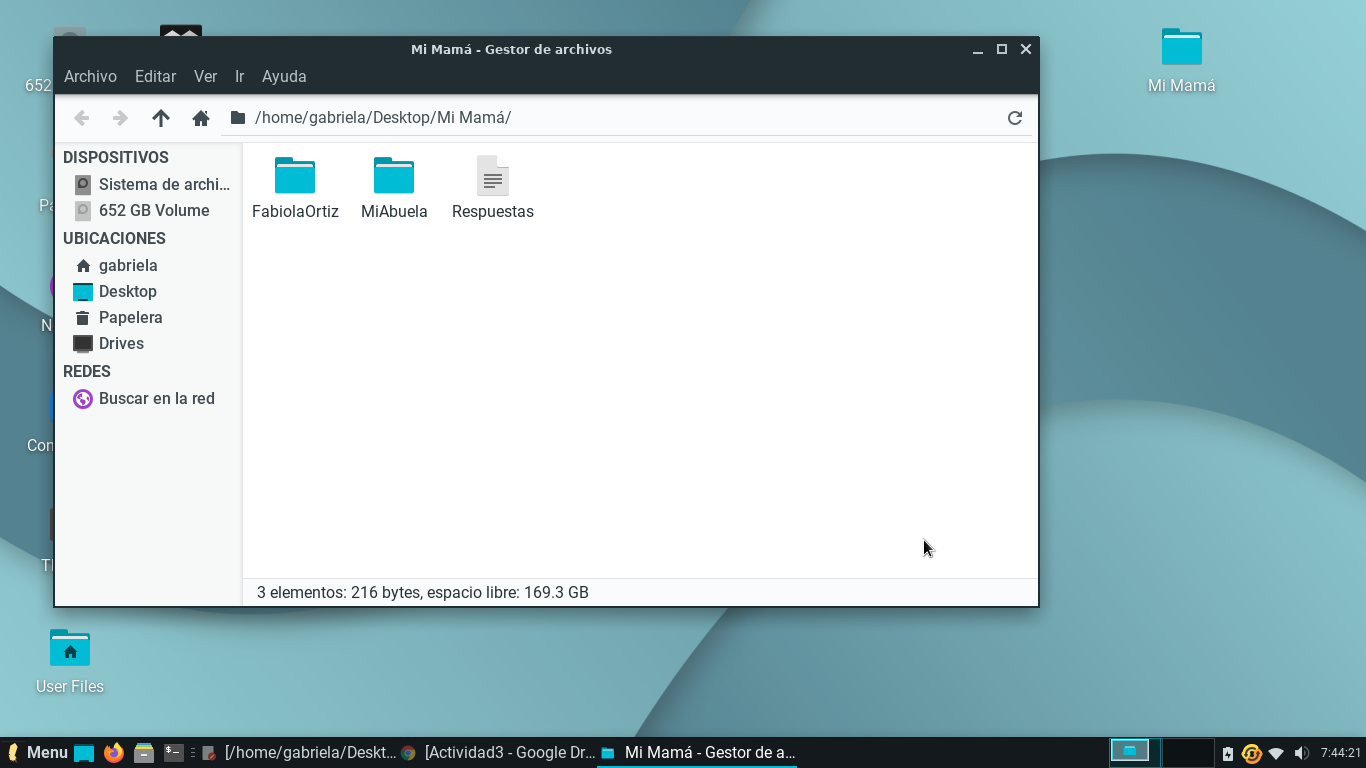 Mi Mamá - Gestor de archivos
Archivo Editar Ver Ir Ayuda
/home/gabriela/Desktop/Mi Mamá/
DISPOSITIVOS
Sistema de archi...
652 GB Volume
UBICACIONES
gabriela
Desktop
Papelera
Drives
REDES
Buscar en la red
FabiolaOrtiz MiAbuela Respuestas
3 elementos: 216 bytes, espacio libre: 169.3 GB
Mi Mamá
652
User Files
Menu [/home/gabriela/Deskt... [Actividad3 - Google Dr... Mi Mamá - Gestor de a... 7:44:21